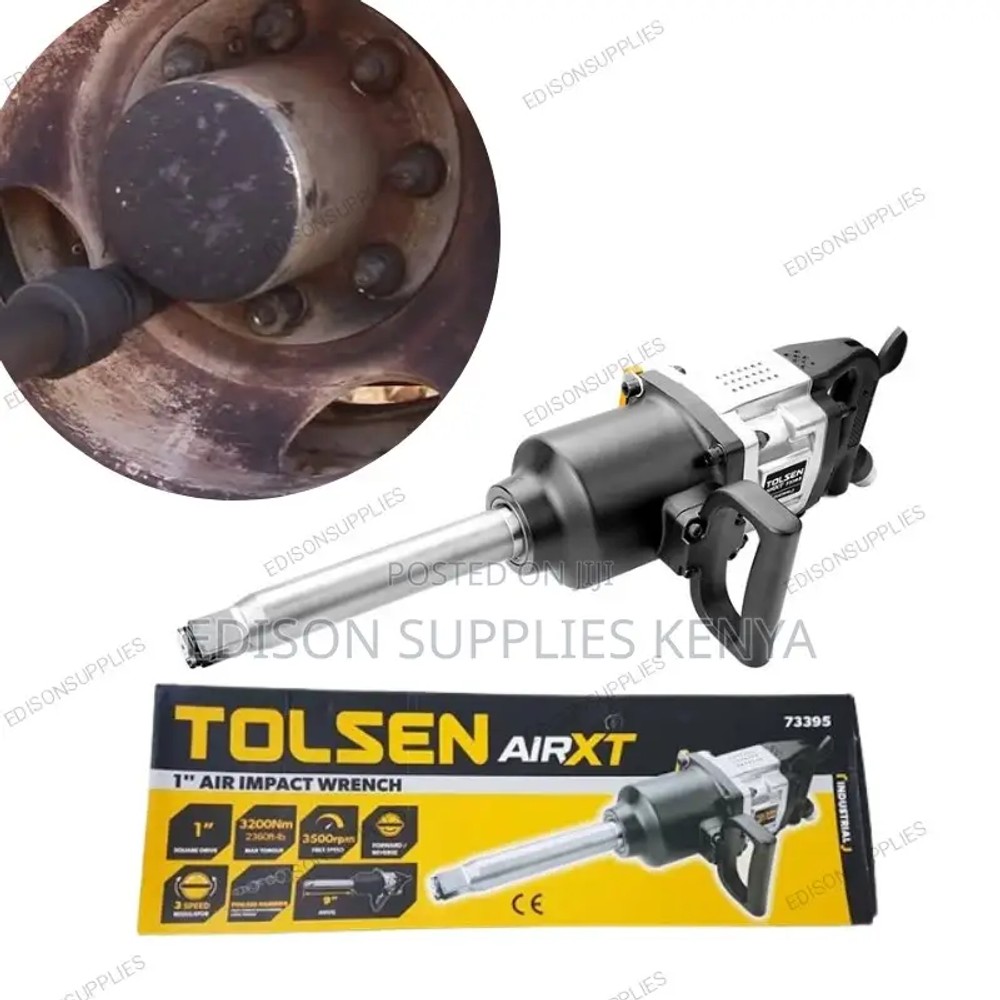 EDISONSUPPLIES
EDISONSUPPLIES
EDISONSUPPLIES
EDISONSUPPLIES
EDISONSUPPLIES
TOLSEN
EDISONSUPPLIES
EDISONSUPPLIES
POSTED ON JIJI
EDISON SUPPLIES KENYA
EDISONSUPPLIES
EDISONSUPPLIES
TOLSEN AIRXT
73395
1" AIR IMPACT WRENCH
INDUSTRIAL
1"
SQUARE DRIVE
3200Nm
2360ft-lb
MAX TORQUE
3500rpm
FREE SPEED
FORWARD /
REVERSE
3 SPEED
REGULATOR
9"
ANVIL
CE
EDISONSUPPLIES
EDISONSUPPLIES
EDISONSUPPLIES